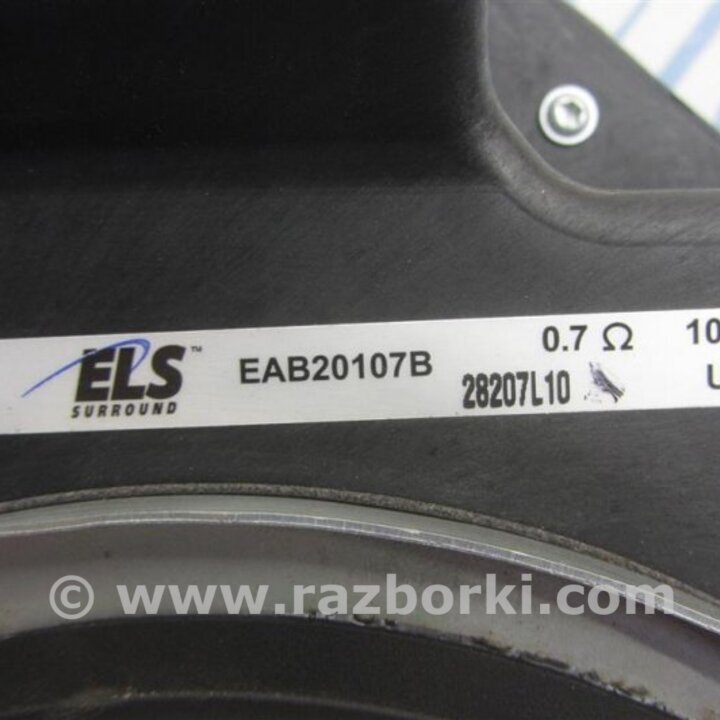 ELS™ EAB20107B 0.7 Ω 10
SURROUND 28207L10 U
© www.razborki.com